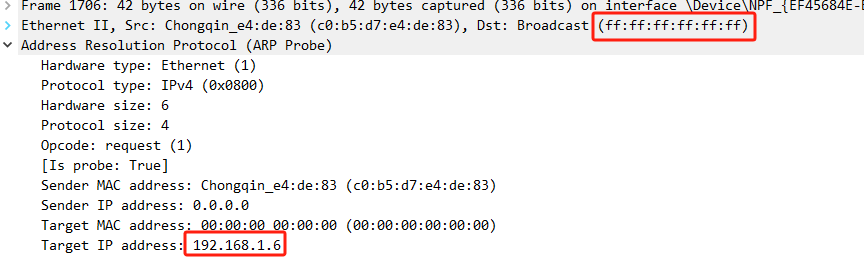 Frame 1706: 42 bytes on wire (336 bits), 42 bytes captured (336 bits) on interface \Device\NPF_{EF45684E-
Ethernet II, Src: Chongqin_e4:de:83 (c0:b5:d7:e4:de:83), Dst: Broadcast (ff:ff:ff:ff:ff:ff)
Address Resolution Protocol (ARP Probe)
Hardware type: Ethernet (1)
Protocol type: IPv4 (0x0800)
Hardware size: 6
Protocol size: 4
Opcode: request (1)
[Is probe: True]
Sender MAC address: Chongqin_e4:de:83 (c0:b5:d7:e4:de:83)
Sender IP address: 0.0.0.0
Target MAC address: 00:00:00_00:00:00 (00:00:00:00:00:00)
Target IP address: 192.168.1.6